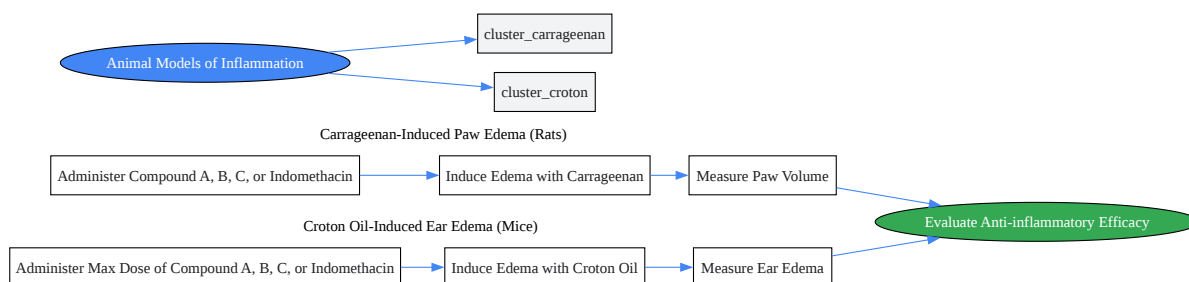 Animal Models of Inflammation
cluster_carrageenan
cluster_croton
Carrageenan-Induced Paw Edema (Rats)
Administer Compound A, B, C, or Indomethacin
Induce Edema with Carrageenan
Measure Paw Volume
Evaluate Anti-inflammatory Efficacy
Croton Oil-Induced Ear Edema (Mice)
Administer Max Dose of Compound A, B, C, or Indomethacin
Induce Edema with Croton Oil
Measure Ear Edema